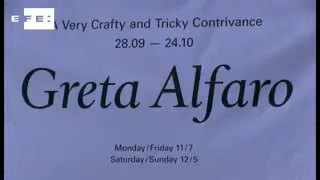 EFE:
A Very Crafty and Tricky Contrivance
28.09 — 24.10
Greta Alfaro
Monday/Friday 11/7
Saturday/Sunday 12/5